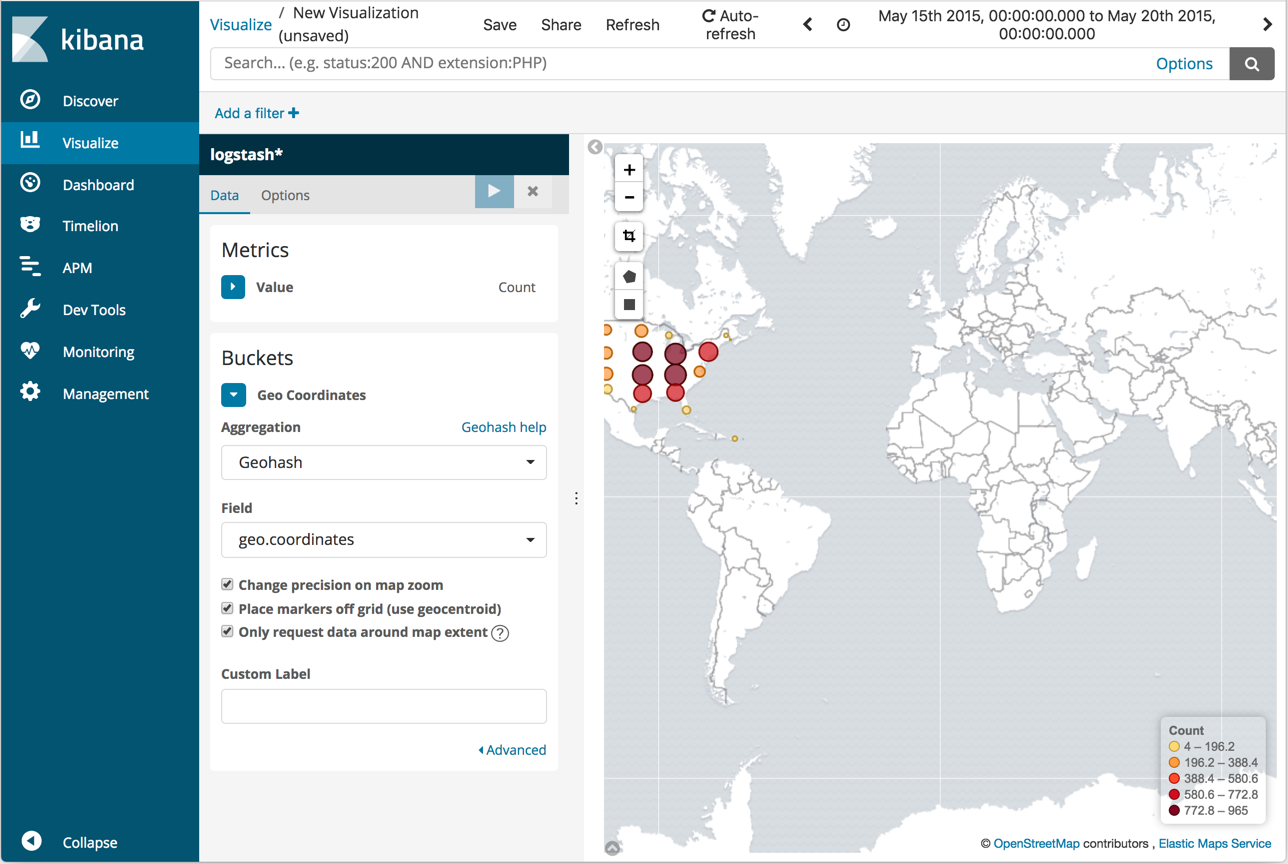 kibana
Discover
Visualize
Dashboard
Timelion
APM
Dev Tools
Monitoring
Management
Collapse
Visualize / New Visualization
(unsaved)
Save Share Refresh
Auto-
refresh
May 15th 2015, 00:00:00.000 to May 20th 2015,
00:00:00.000
Search... (e.g. status:200 AND extension:PHP)
Options
Add a filter +
logstash*
Data Options
Metrics
Value Count
Buckets
Geo Coordinates
Aggregation Geohash help
Geohash
Field
geo.coordinates
Change precision on map zoom
Place markers off grid (use geocentroid)
Only request data around map extent ?
Custom Label
Advanced
+
-
Count
4 – 196.2
196.2 – 388.4
388.4 – 580.6
580.6 – 772.8
772.8 – 965
© OpenStreetMap contributors , Elastic Maps Service